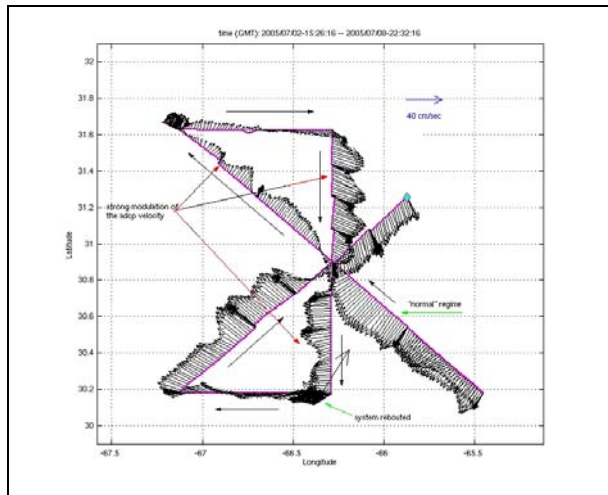 time (GMT): 2005/07/02-15:26:16 -- 2005/07/08-22:32:16
32
31.8
31.6
31.4
31.2
31
30.8
30.6
30.4
30.2
30
Latitude
40 cm/sec
strong modulation of
the adcp velocity
"normal" regime
system rebouted
-67.5
-67
-66.5
-66
-65.5
Longitude